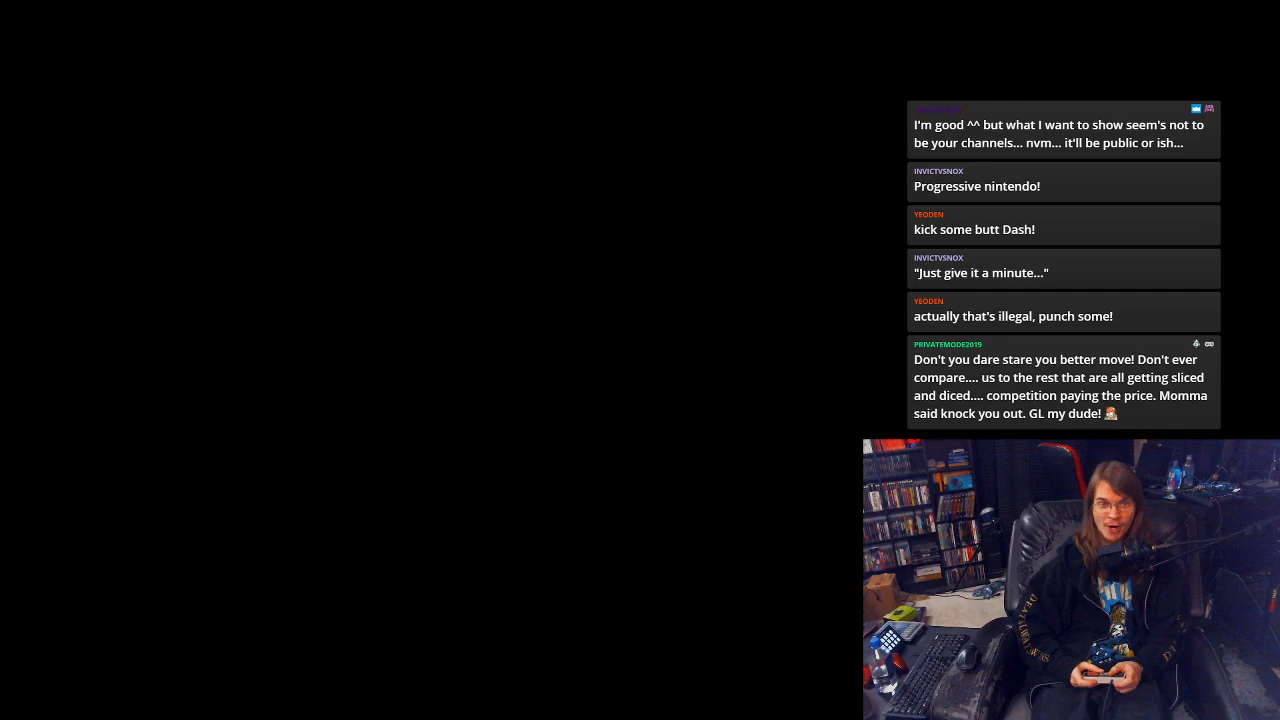 I'm good ^^ but what I want to show seem's not to
be your channels... nvm... it'll be public or ish...
INVICTVSNOX
Progressive nintendo!
YEODEN
kick some butt Dash!
INVICTVSNOX
"Just give it a minute..."
YEODEN
actually that's illegal, punch some!
PRIVATEMODE2019
Don't you dare stare you better move! Don't ever
compare.... us to the rest that are all getting sliced
and diced.... competition paying the price. Momma
said knock you out. GL my dude!